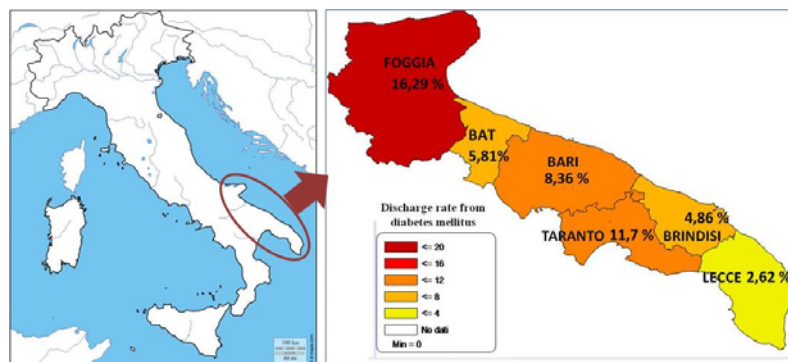 FOGGIA
16,29 %
BAT
5,81%
BARI
8,36 %
4,86 %
BRINDISI
TARANTO 11,7 %
LECCE 2,62 %
Discharge rate from
diabetes mellitus
<= 20
<= 16
<= 12
<= 8
<= 4
No dati
Min = 0